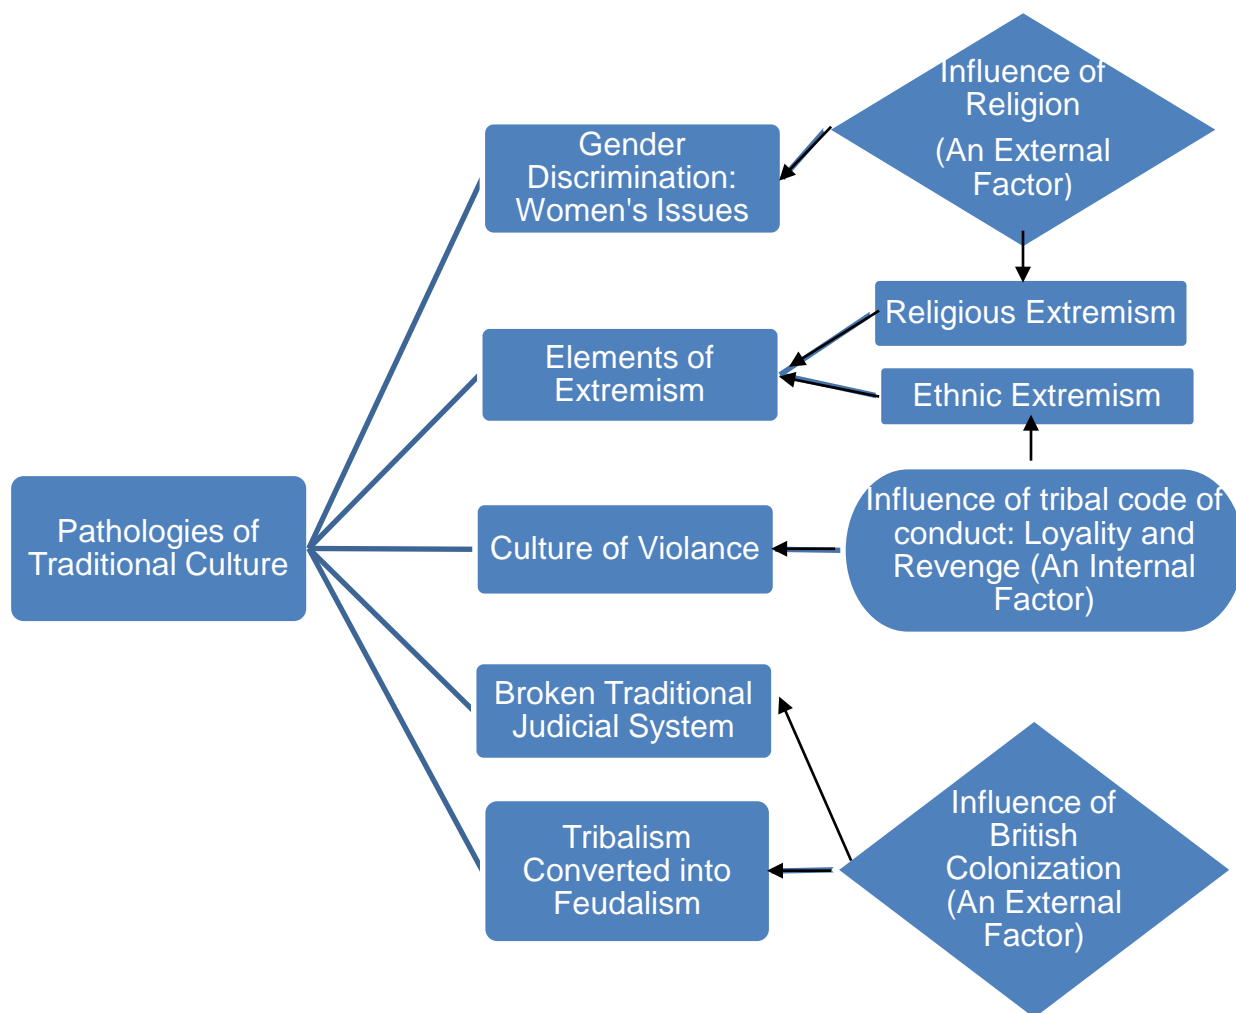 Influence of
Religion
(An External
Factor)
Gender
Discrimination:
Women's Issues
Religious Extremism
Elements of
Extremism
Ethnic Extremism
Pathologies of
Traditional Culture
Culture of Violance
Influence of tribal code of
conduct: Loyality and
Revenge (An Internal
Factor)
Broken Traditional
Judicial System
Tribalism
Converted into
Feudalism
Influence of
British
Colonization
(An External
Factor)